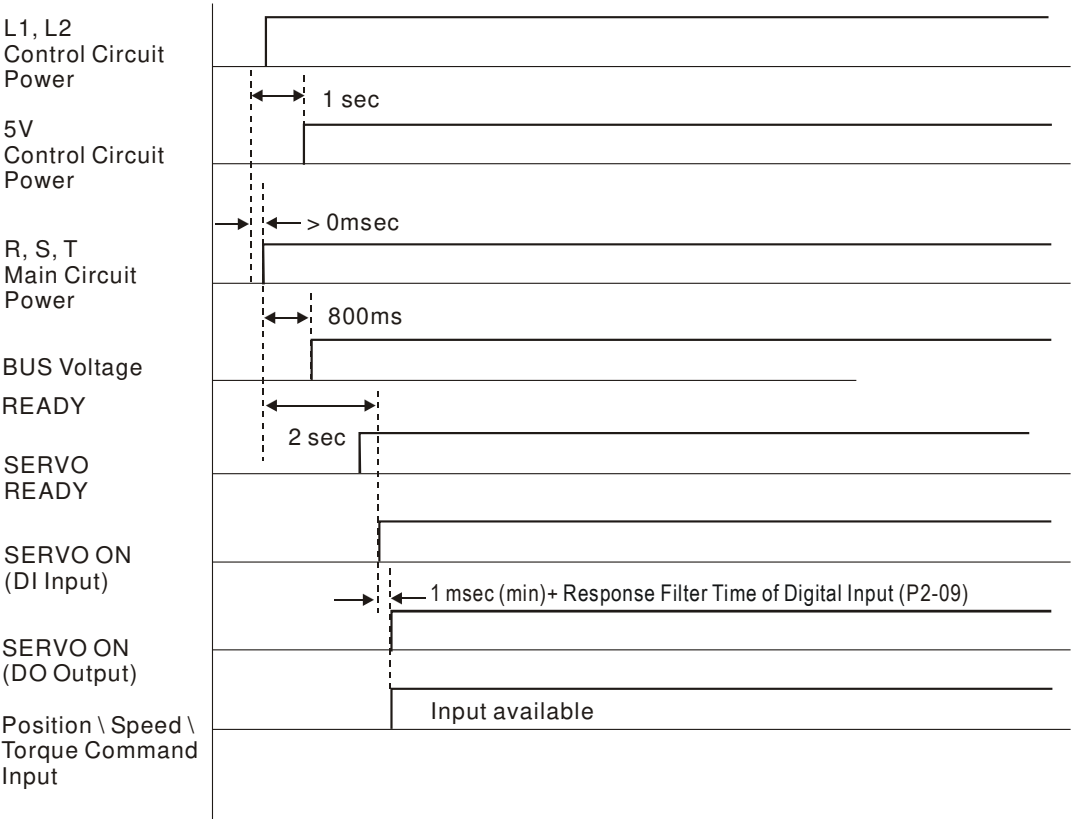 L1, L2
Control Circuit
Power
1 sec
5V
Control Circuit
Power
> 0msec
R, S, T
Main Circuit
Power
800ms
BUS Voltage
READY
2 sec
SERVO
READY
SERVO ON
(DI Input)
1 msec (min)+ Response Filter Time of Digital Input (P2-09)
SERVO ON
(DO Output)
Input available
Position \ Speed \
Torque Command
Input